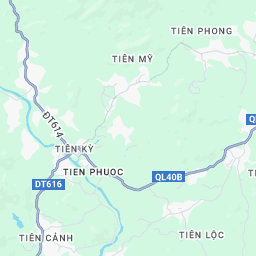 TIÊN PHONG
TIÊN MỸ
ĐT614
Q
TIÊN KỲ
TIEN PHUOC
QL40B
ĐT616
TIÊN CẢNH
TIÊN LỘC